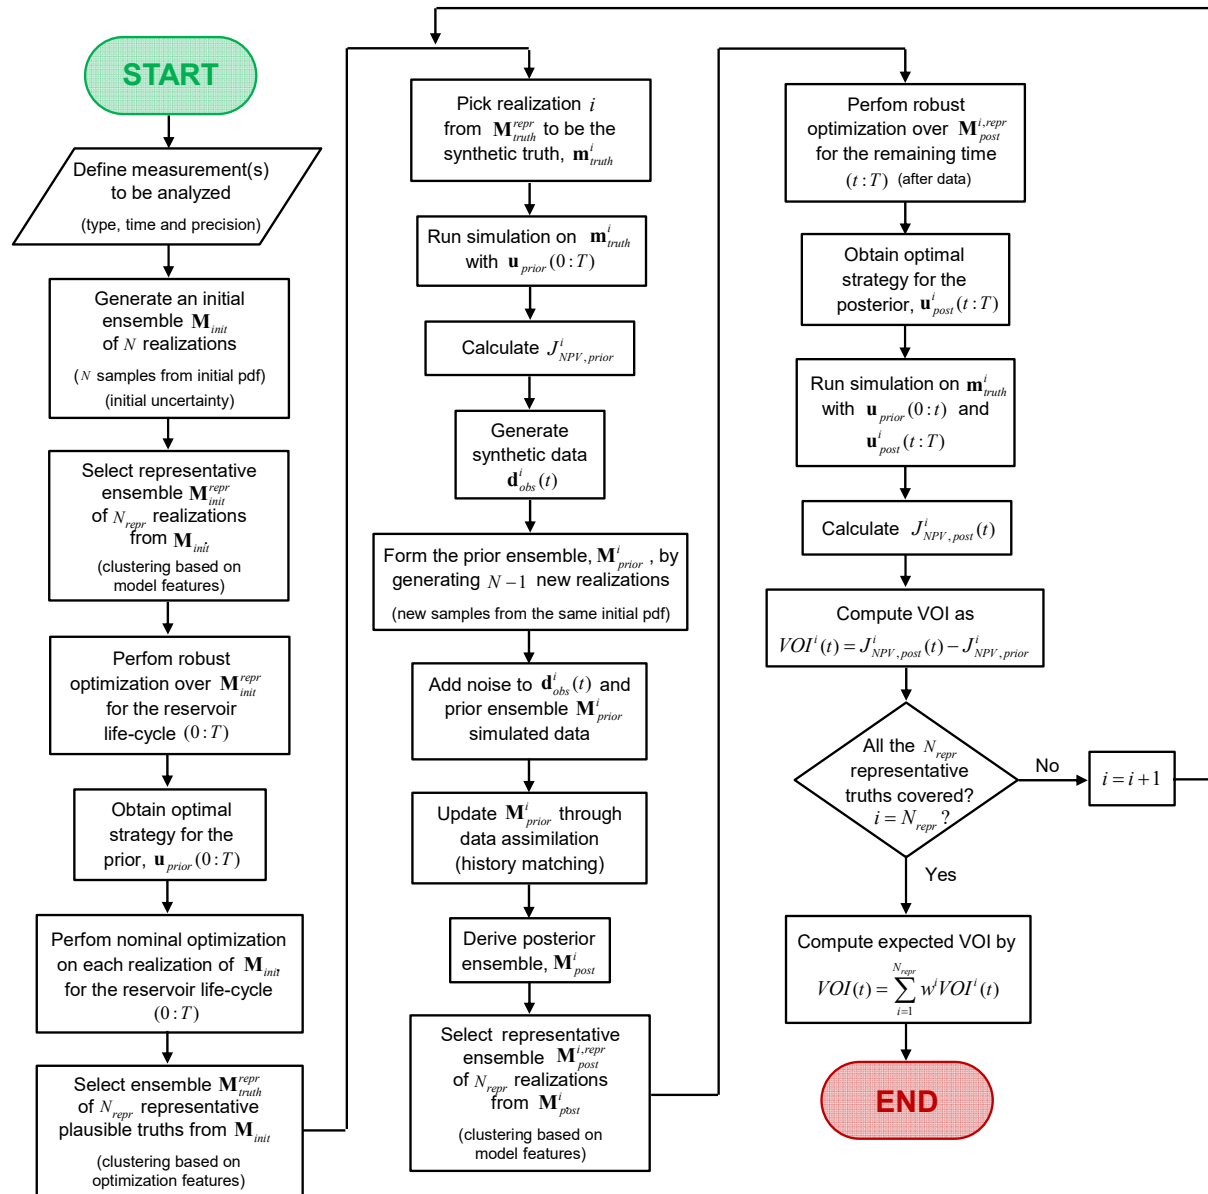 START
Define measurement(s)
to be analyzed
(type, time and precision)
Generate an initial
ensemble M_init
of N realizations
(N samples from initial pdf)
(initial uncertainty)
Select representative
ensemble M_init^repr
of N_repr realizations
from M_init.
(clustering based on
model features)
Perfom robust
optimization over M_init^repr
for the reservoir
life-cycle (0:T)
Obtain optimal
strategy for the
prior, u_prior(0:T)
Perfom nominal optimization
on each realization of M_init,
for the reservoir life-cycle
(0:T)
Select ensemble M_truth^repr
of N_repr representative
plausible truths from M_init
(clustering based on
optimization features)
Pick realization i
from M_truth^repr to be the
synthetic truth, m_truth^i
Run simulation on m_truth^i
with u_prior(0:T)
Calculate J_NPV,prior^i
Generate
synthetic data
d_obs^i(t)
Form the prior ensemble, M_prior^i, by
generating N−1 new realizations
(new samples from the same initial pdf)
Add noise to d_obs^i(t) and
prior ensemble M_prior^i
simulated data
Update M_prior^i through
data assimilation
(history matching)
Derive posterior
ensemble, M_post^i
Select representative
ensemble M_post^i,repr
of N_repr realizations
from M_post^i.
(clustering based on
model features)
Perfom robust
optimization over M_post^i,repr
for the remaining time
(t:T) (after data)
Obtain optimal
strategy for the
posterior, u_post^i(t:T)
Run simulation on m_truth^i
with u_prior(0:t) and
u_post^i(t:T)
Calculate J_NPV,post^i(t)
Compute VOI as
VOI^i(t) = J_NPV,post^i(t) − J_NPV,prior^i
All the N_repr
representative
truths covered?
i = N_repr ?
No
i = i+1
Yes
Compute expected VOI by
VOI(t) = ∑_{i=1}^{N_repr} w^i VOI^i(t)
END